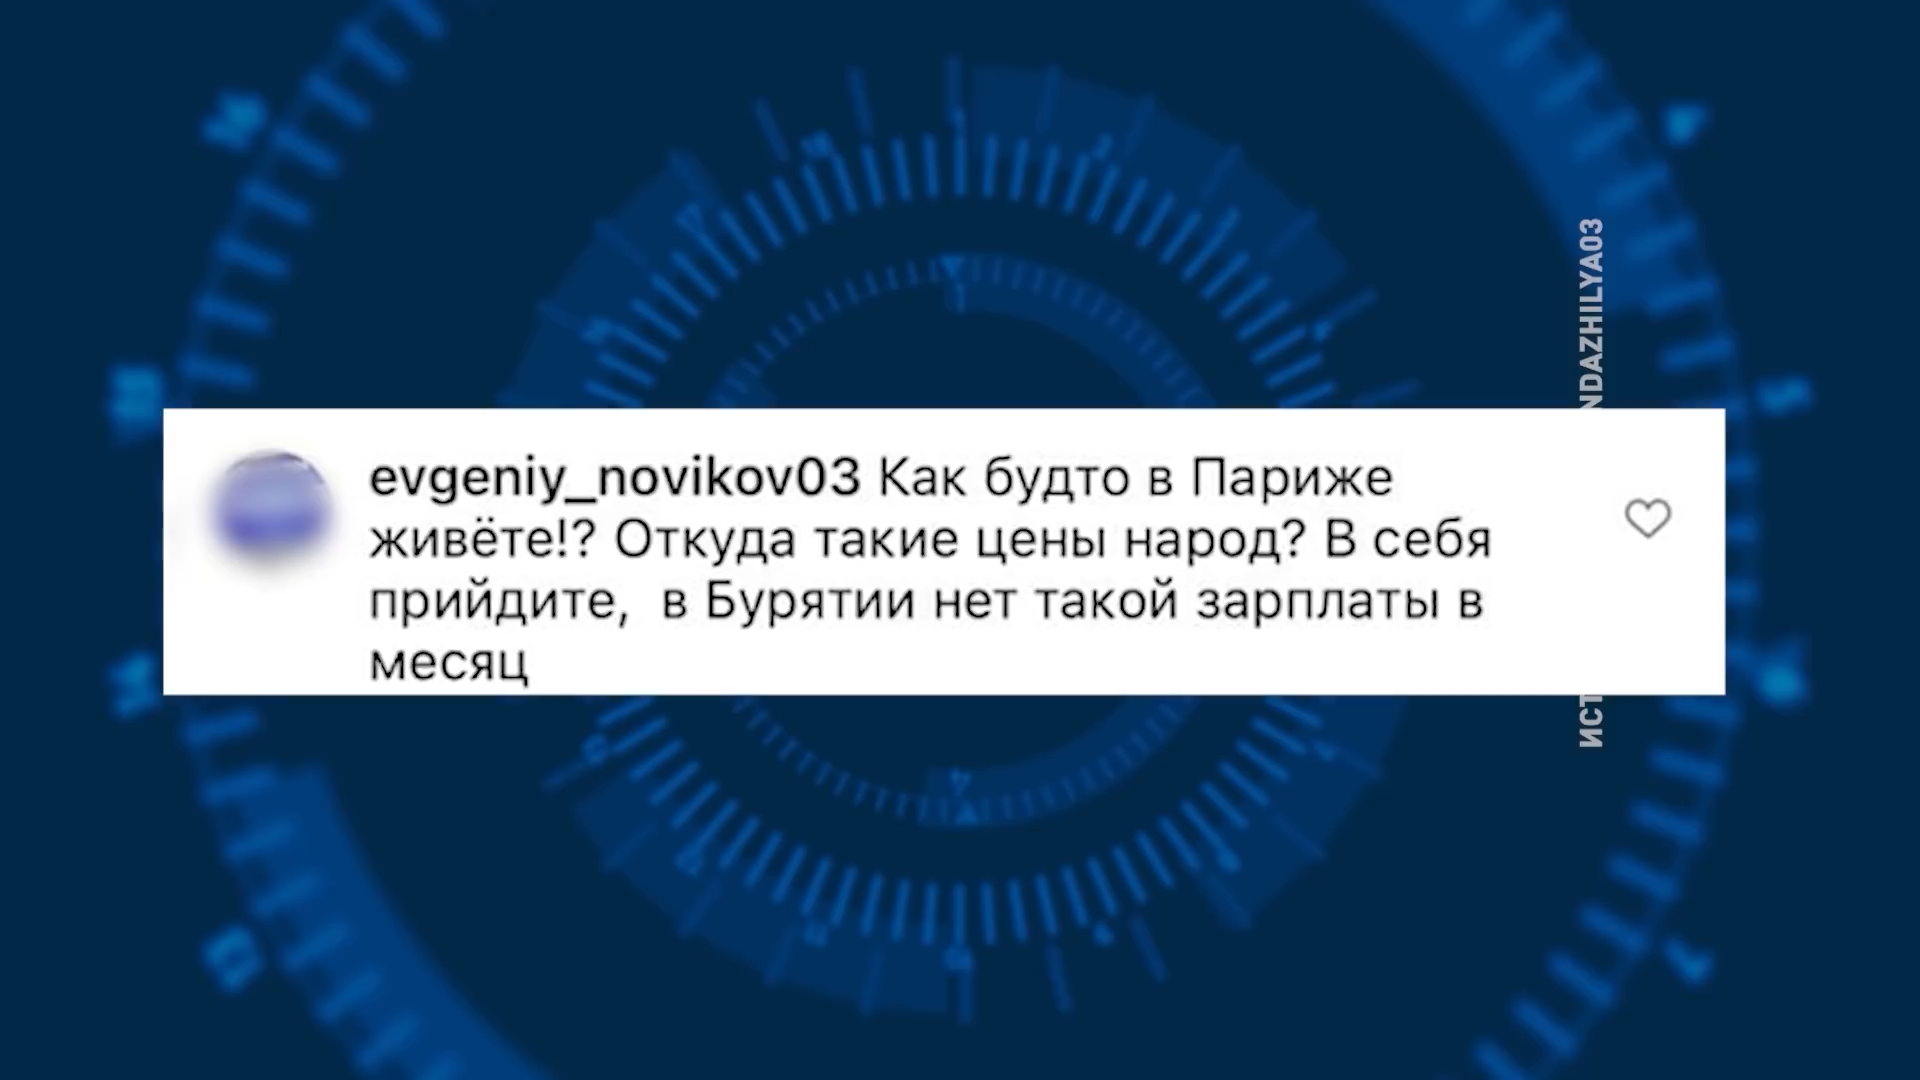 evgeniy_novikov03 Как будто в Париже
живёте!? Откуда такие цены народ? В себя
прийдите, в Бурятии нет такой зарплаты в
месяц